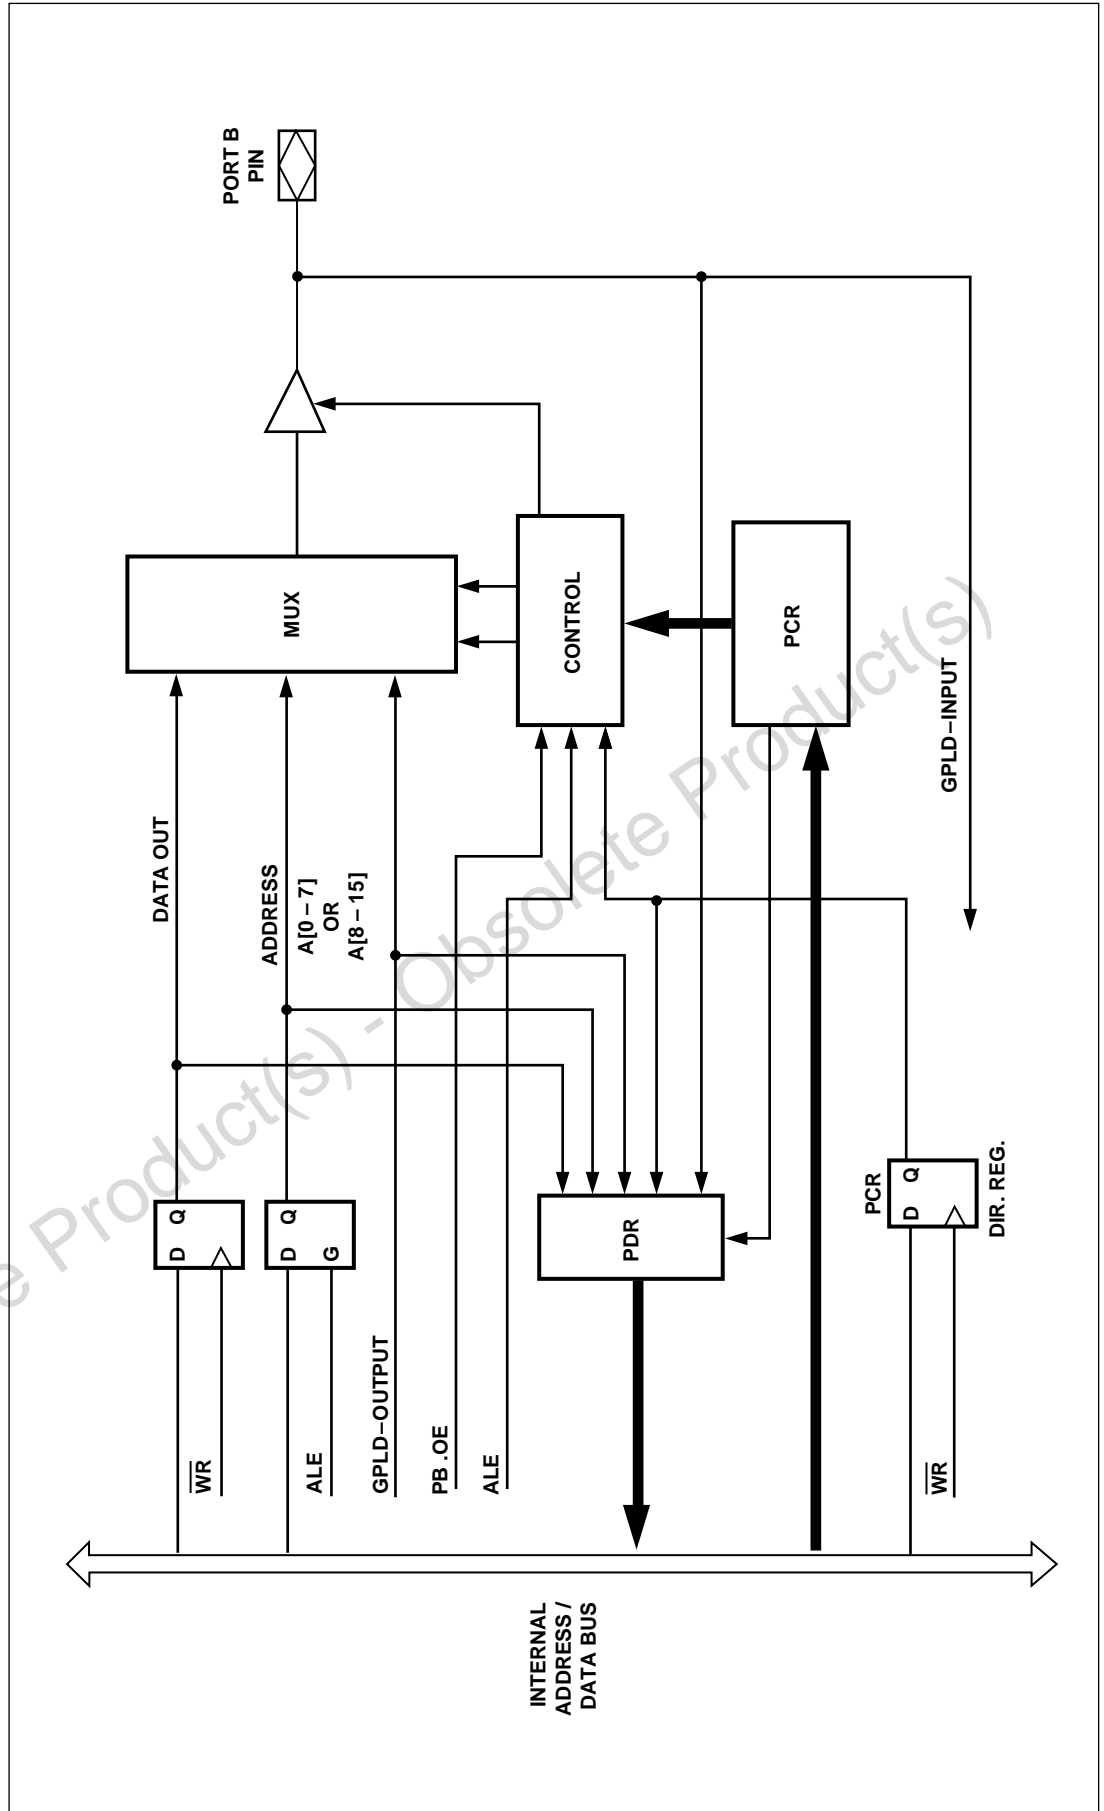 INTERNAL
ADDRESS /
DATA BUS
WR
D Q
DATA OUT
ALE
D Q
G
ADDRESS
A[0 – 7]
OR
A[8 – 15]
GPLD–OUTPUT
PB .OE
ALE
MUX
PORT B
PIN
CONTROL
PDR
PCR
WR
PCR
D Q
DIR. REG.
GPLD–INPUT
e Product(s) - Obsolete Product(s)